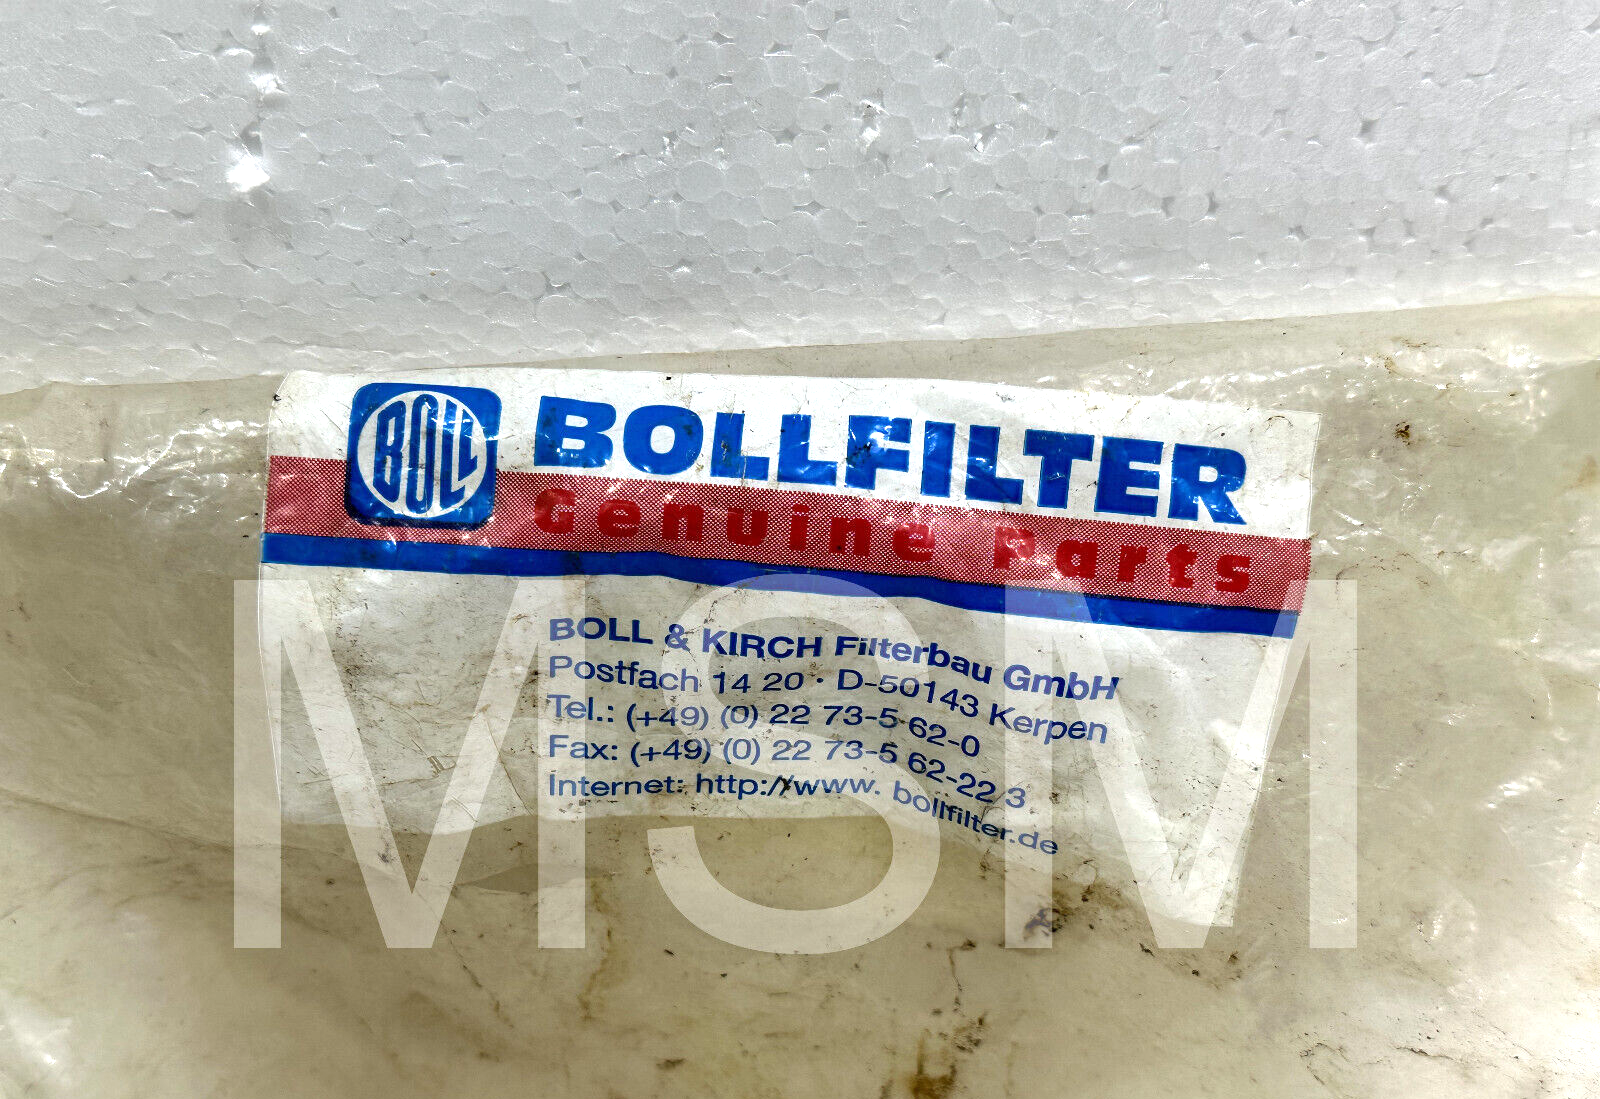 BOLL
BOLLFILTER
Genuine Parts
BOLL & KIRCH Filterbau GmbH
Postfach 14 20 · D-50143 Kerpen
Tel.: (+49) (0) 22 73-5 62-0
Fax: (+49) (0) 22 73-5 62-22 3
Internet: http://www. bollfilter.de
MSM